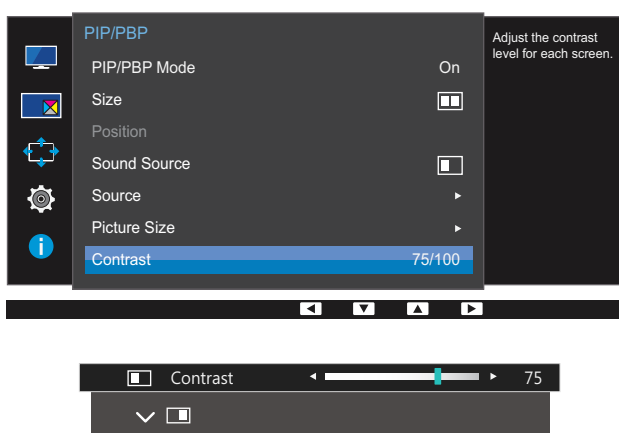 PIP/PBP
Adjust the contrast
level for each screen.
PIP/PBP Mode On
Size
Position
Sound Source
Source
Picture Size
Contrast 75/100
Contrast 75